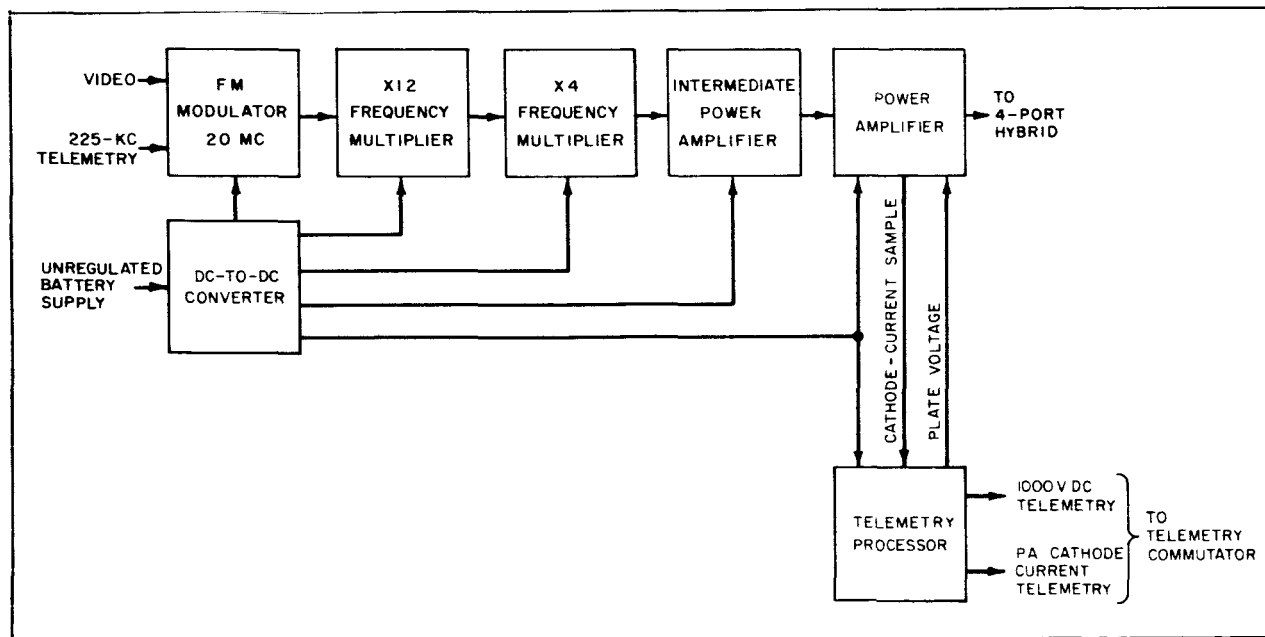 VIDEO
225-KC
TELEMETRY
FM
MODULATOR
20 MC
X12
FREQUENCY
MULTIPLIER
X4
FREQUENCY
MULTIPLIER
INTERMEDIATE
POWER
AMPLIFIER
POWER
AMPLIFIER
TO
4-PORT
HYBRID
UNREGULATED
BATTERY
SUPPLY
DC-TO-DC
CONVERTER
CATHODE-CURRENT SAMPLE
PLATE VOLTAGE
TELEMETRY
PROCESSOR
1000V DC
TELEMETRY
PA CATHODE
CURRENT
TELEMETRY
TO
TELEMETRY
COMMUTATOR